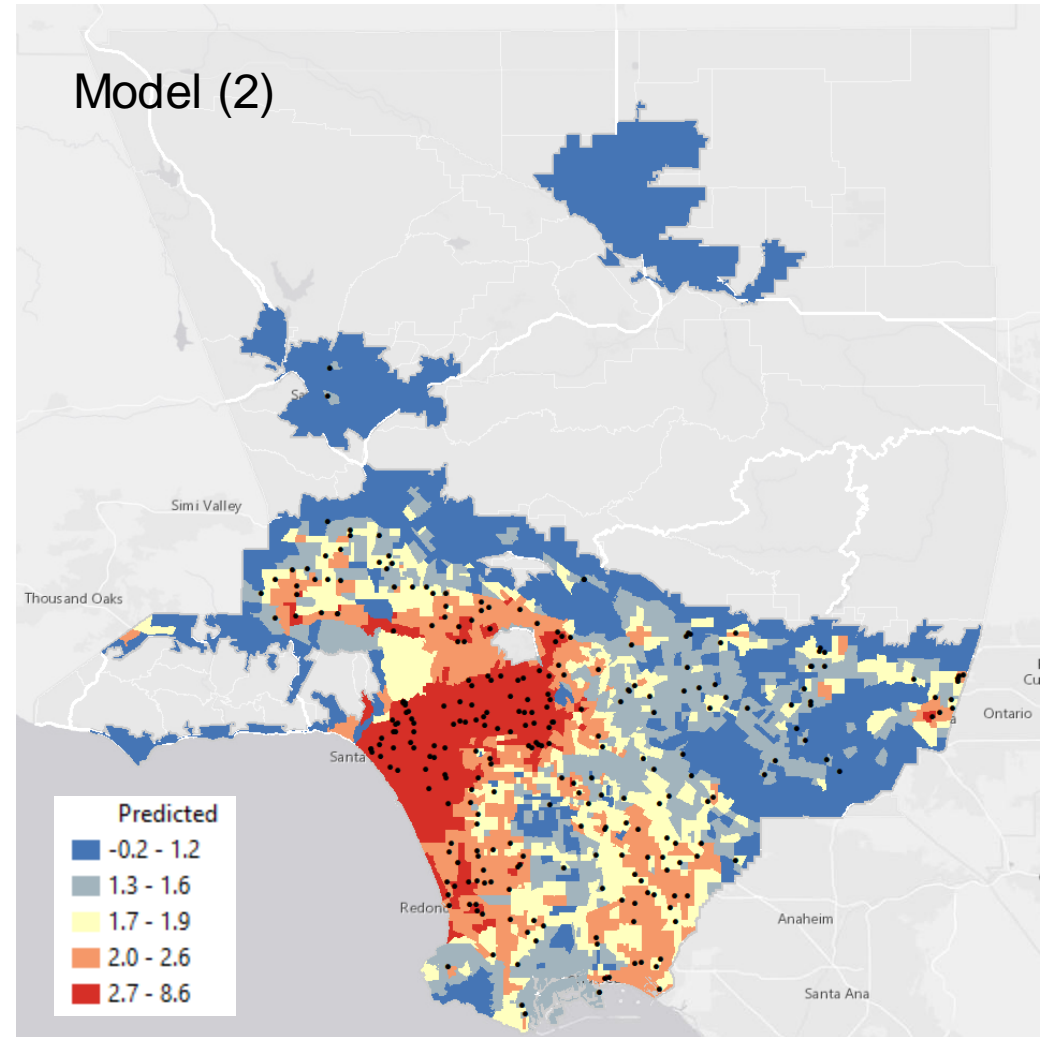 Model (2)
Simi Valley
Thousand Oaks
Ontario
Santa
Predicted
-0.2 - 1.2
1.3 - 1.6
1.7 - 1.9
2.0 - 2.6
2.7 - 8.6
Redond
Anaheim
Santa Ana